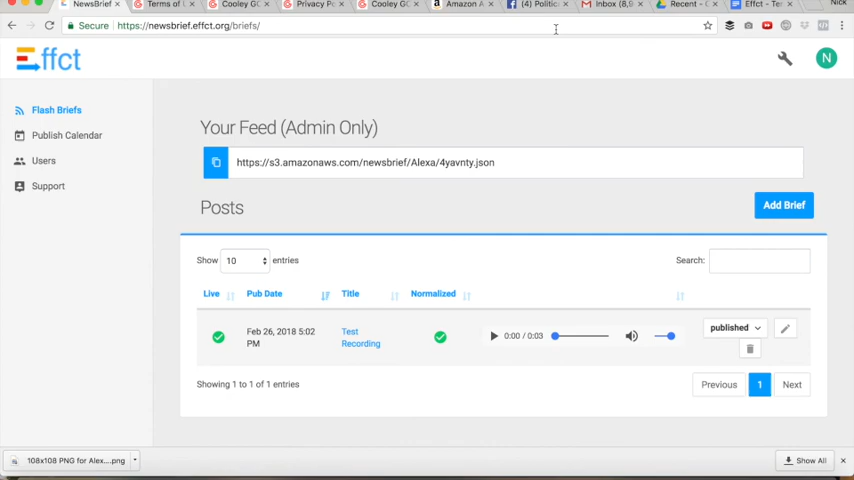 NewsBrief
Terms of U
Cooley GO
Privacy Po
Cooley GO
Amazon A
(4) Politic
Inbox (8,9
Recent - G
Effct - Te
Nick
Secure
https://newsbrief.effct.org/briefs/
Effct
N
Flash Briefs
Publish Calendar
Users
Support
Your Feed (Admin Only)
https://s3.amazonaws.com/newsbrief/Alexa/4yavnty.json
Posts
Add Brief
Show 10 entries
Search:
Live
Pub Date
Title
Normalized
Feb 26, 2018 5:02
PM
Test
Recording
0:00 / 0:03
published
Showing 1 to 1 of 1 entries
Previous
1
Next
108x108 PNG for Alex....png
Show All